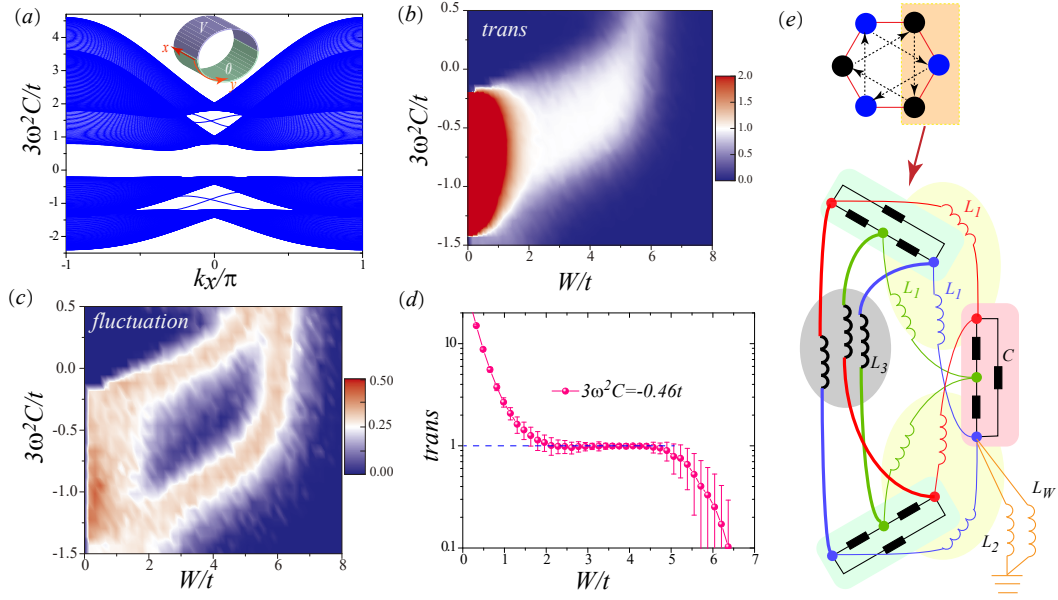 (a)
3ω²C/t
4
3
2
1
0
-1
-2
-1
0
1
kx/π
V
0
x
y
(b)
trans
3ω²C/t
0.5
0.0
-0.5
-1.0
-1.5
0
2
4
6
8
W/t
2.0
1.5
1.0
0.5
0.0
(c)
fluctuation
3ω²C/t
0.5
0.0
-0.5
-1.0
-1.5
0
2
4
6
8
W/t
0.50
0.25
0.00
(d)
trans
10
1
0.1
0
1
2
3
4
5
6
7
W/t
3ω²C=-0.46t
(e)
L1
L1
L1
L3
C
LW
L2